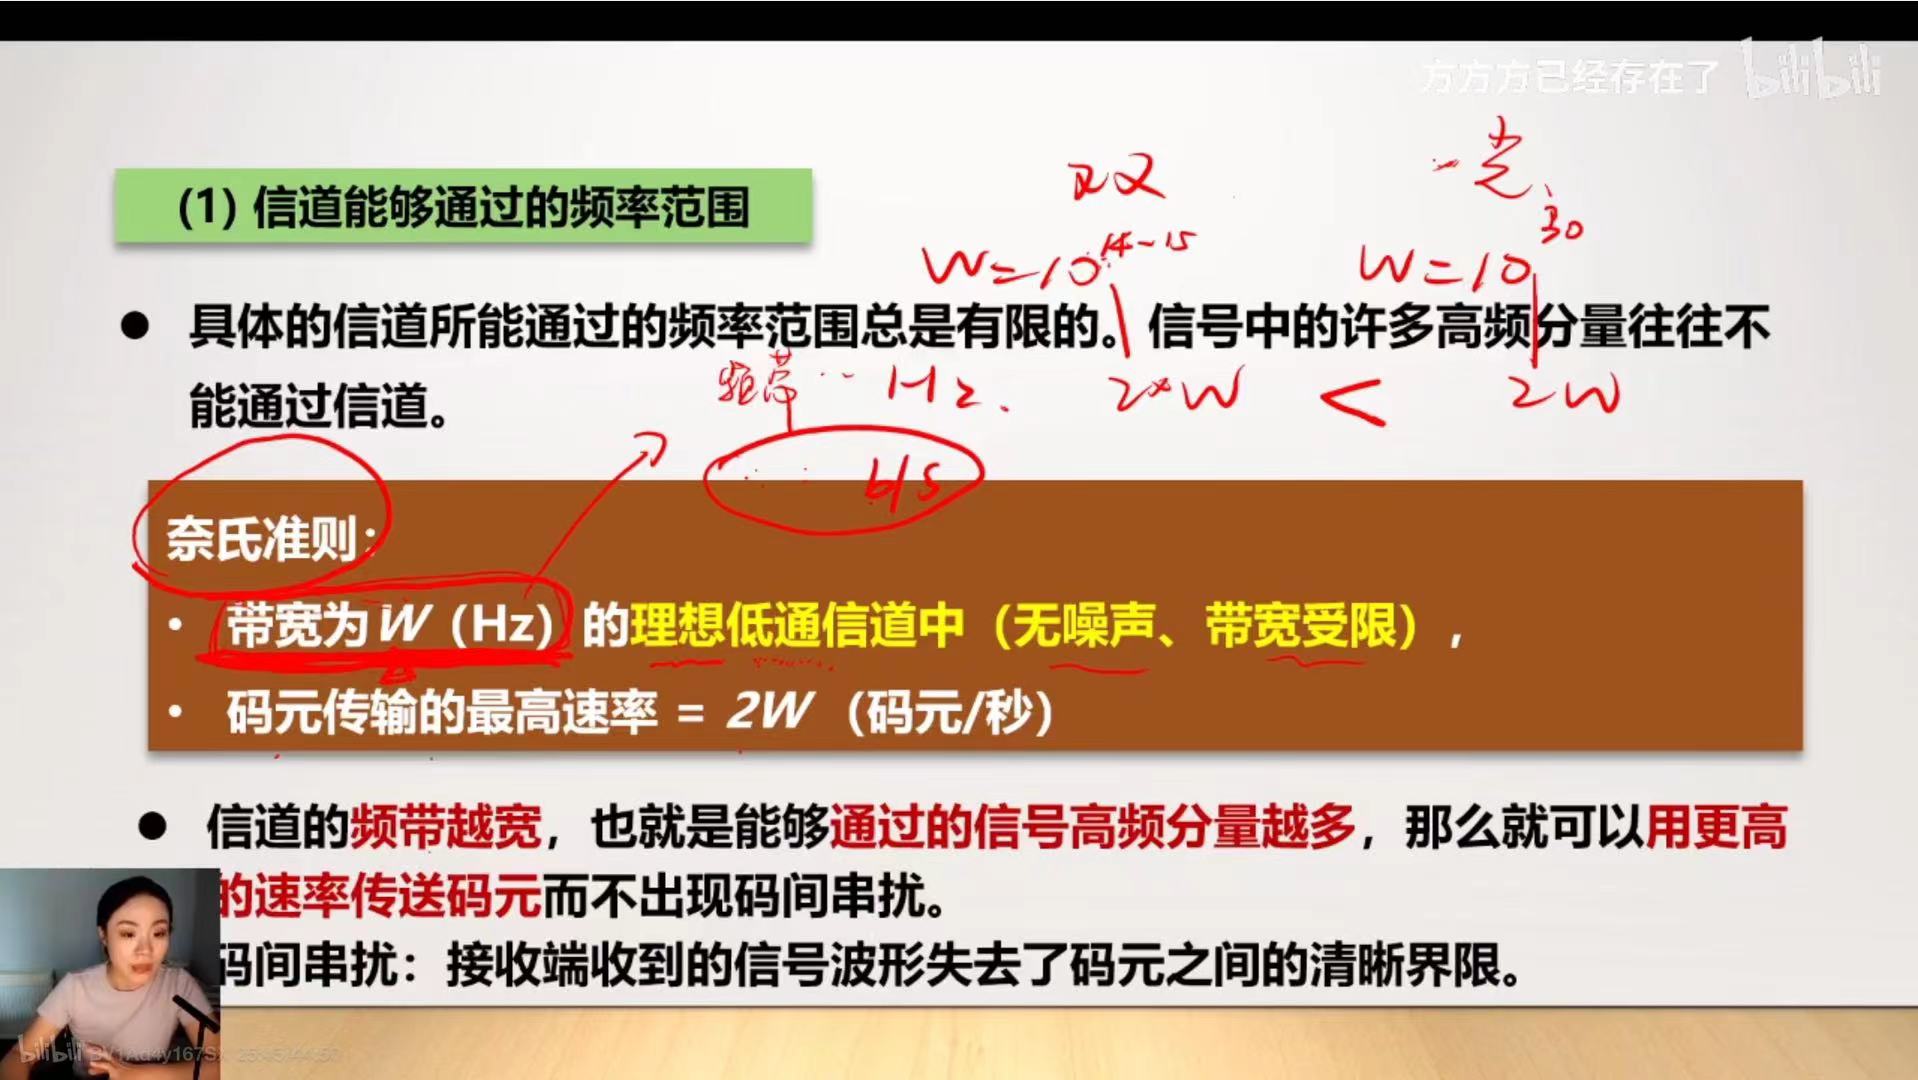 方方方已经存在了 bilibili
(1) 信道能够通过的频率范围
双
光
W=10^14~15
W=10^30
● 具体的信道所能通过的频率范围总是有限的。信号中的许多高频分量往往不
能通过信道。
频带 Hz
2*W < 2W
b/s
奈氏准则：
• 带宽为W（Hz）的理想低通信道中（无噪声、带宽受限），
• 码元传输的最高速率 = 2W （码元/秒）
● 信道的频带越宽，也就是能够通过的信号高频分量越多，那么就可以用更高
的速率传送码元而不出现码间串扰。
码间串扰：接收端收到的信号波形失去了码元之间的清晰界限。
bilibili